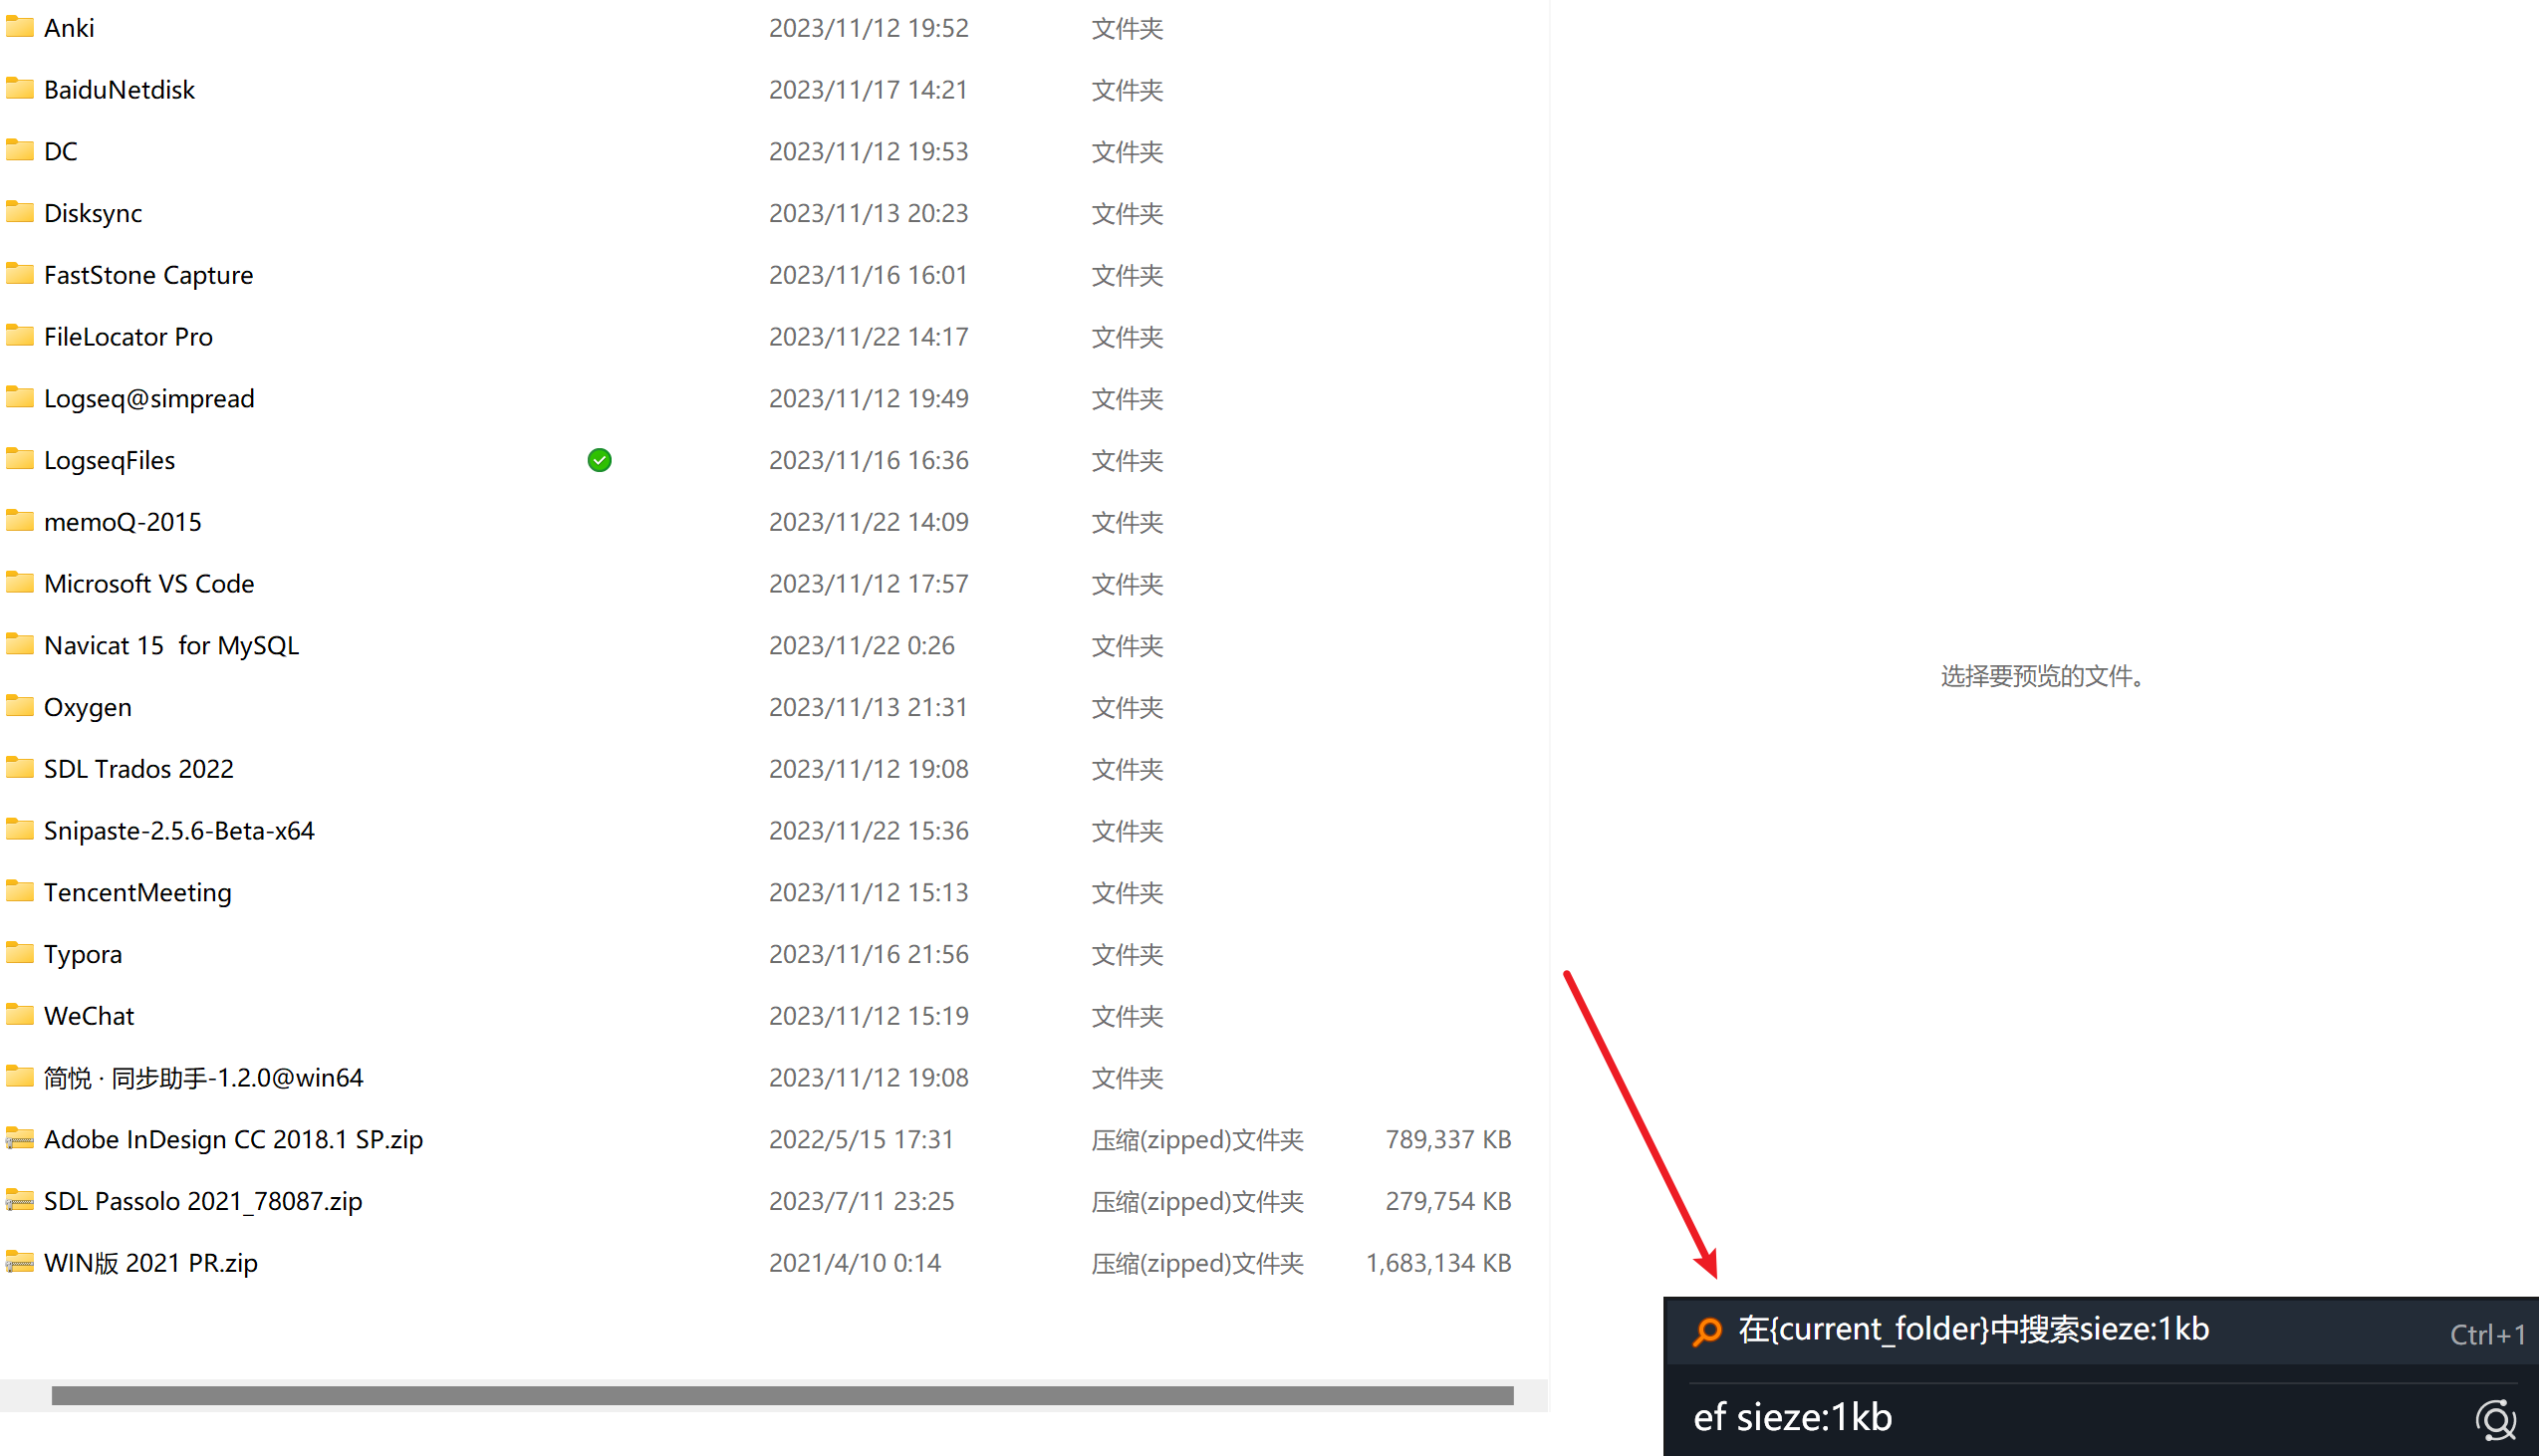 Anki 2023/11/12 19:52 文件夹
BaiduNetdisk 2023/11/17 14:21 文件夹
DC 2023/11/12 19:53 文件夹
Disksync 2023/11/13 20:23 文件夹
FastStone Capture 2023/11/16 16:01 文件夹
FileLocator Pro 2023/11/22 14:17 文件夹
Logseq@simpread 2023/11/12 19:49 文件夹
LogseqFiles 2023/11/16 16:36 文件夹
memoQ-2015 2023/11/22 14:09 文件夹
Microsoft VS Code 2023/11/12 17:57 文件夹
Navicat 15  for MySQL 2023/11/22 0:26 文件夹
选择要预览的文件。
Oxygen 2023/11/13 21:31 文件夹
SDL Trados 2022 2023/11/12 19:08 文件夹
Snipaste-2.5.6-Beta-x64 2023/11/22 15:36 文件夹
TencentMeeting 2023/11/12 15:13 文件夹
Typora 2023/11/16 21:56 文件夹
WeChat 2023/11/12 15:19 文件夹
简悦 · 同步助手-1.2.0@win64 2023/11/12 19:08 文件夹
Adobe InDesign CC 2018.1 SP.zip 2022/5/15 17:31 压缩(zipped)文件夹 789,337 KB
SDL Passolo 2021_78087.zip 2023/7/11 23:25 压缩(zipped)文件夹 279,754 KB
WIN版 2021 PR.zip 2021/4/10 0:14 压缩(zipped)文件夹 1,683,134 KB
在{current_folder}中搜索sieze:1kb Ctrl+1
ef sieze:1kb